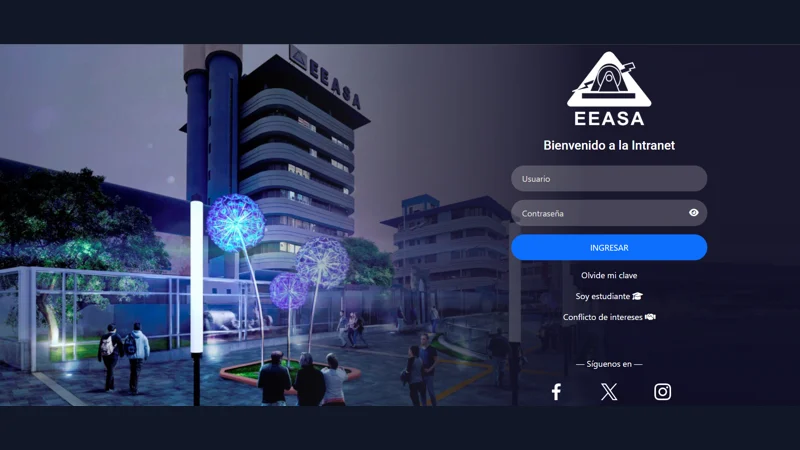 EEASA
EEASA
Bienvenido a la Intranet
Usuario
Contraseña
INGRESAR
Olvide mi clave
Soy estudiante
Conflicto de intereses
— Síguenos en —